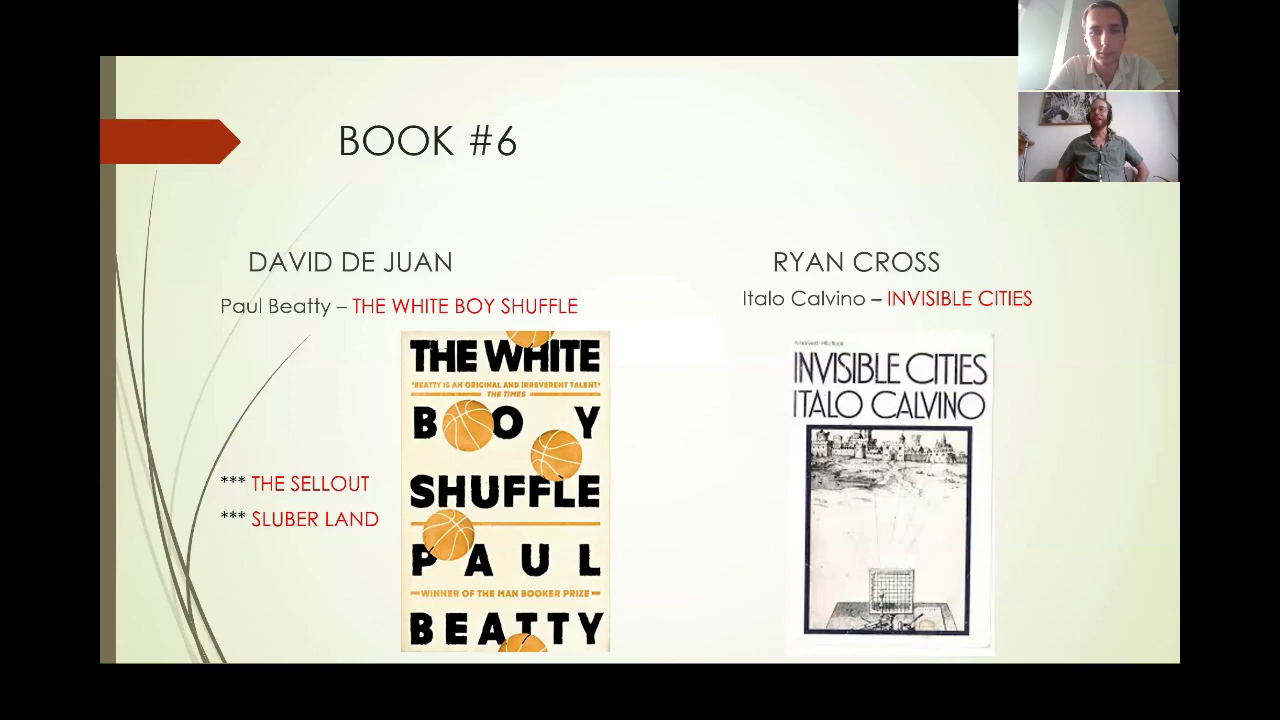 BOOK #6
DAVID DE JUAN
Paul Beatty – THE WHITE BOY SHUFFLE
THE WHITE
"BEATTY IS AN ORIGINAL AND IRREVERENT TALENT"
THE TIMES
BOY
SHUFFLE
PAUL
WINNER OF THE MAN BOOKER PRIZE
BEATTY
*** THE SELLOUT
*** SLUBER LAND
RYAN CROSS
Italo Calvino – INVISIBLE CITIES
INVISIBLE CITIES
ITALO CALVINO